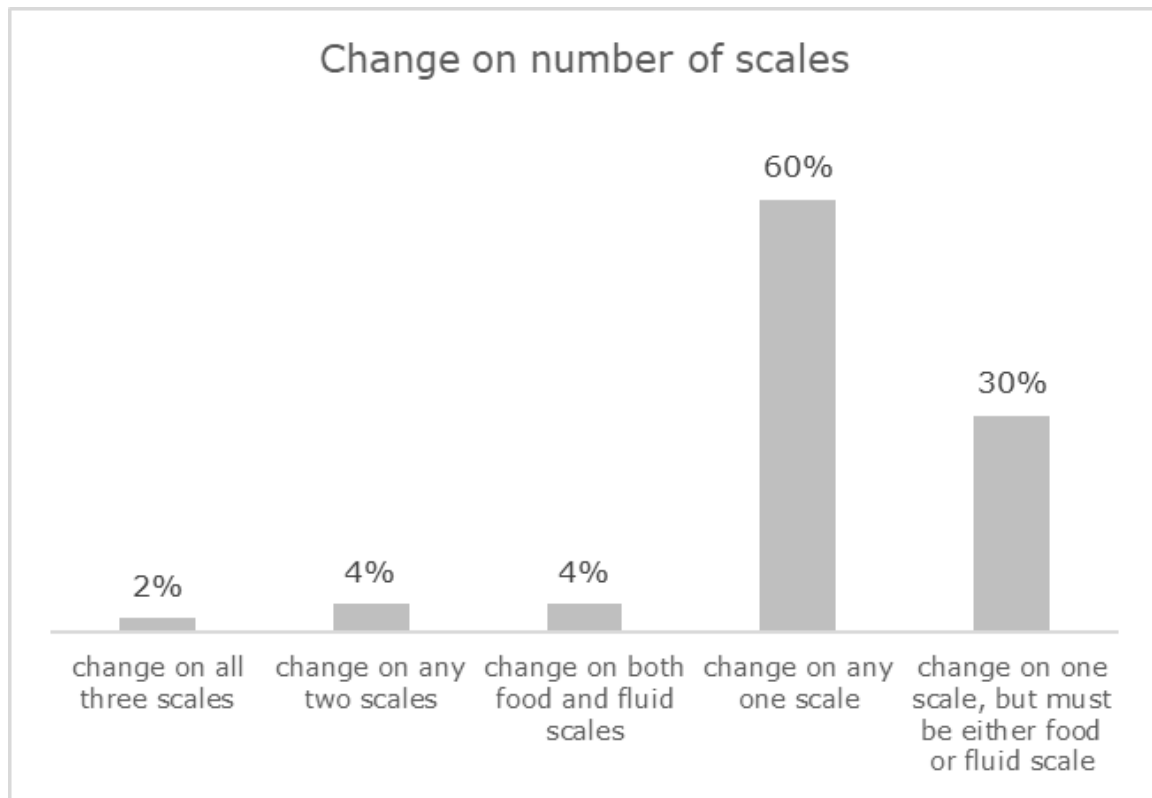 Change on number of scales
60%
30%
2%
4%
4%
change on all
three scales
change on any
two scales
change on both
food and fluid
scales
change on any
one scale
change on one
scale, but must
be either food
or fluid scale